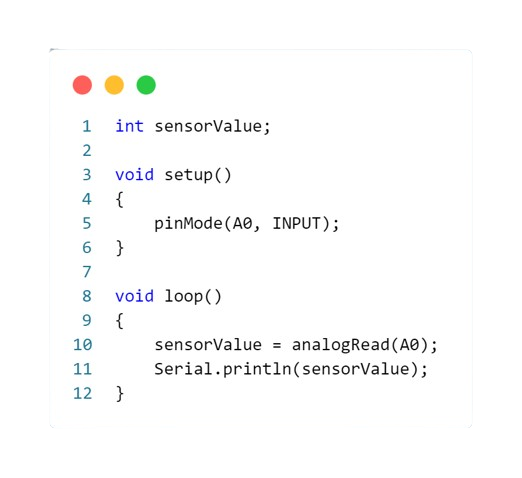 1 int sensorValue;
2
3 void setup()
4 {
5     pinMode(A0, INPUT);
6 }
7
8 void loop()
9 {
10     sensorValue = analogRead(A0);
11     Serial.println(sensorValue);
12 }